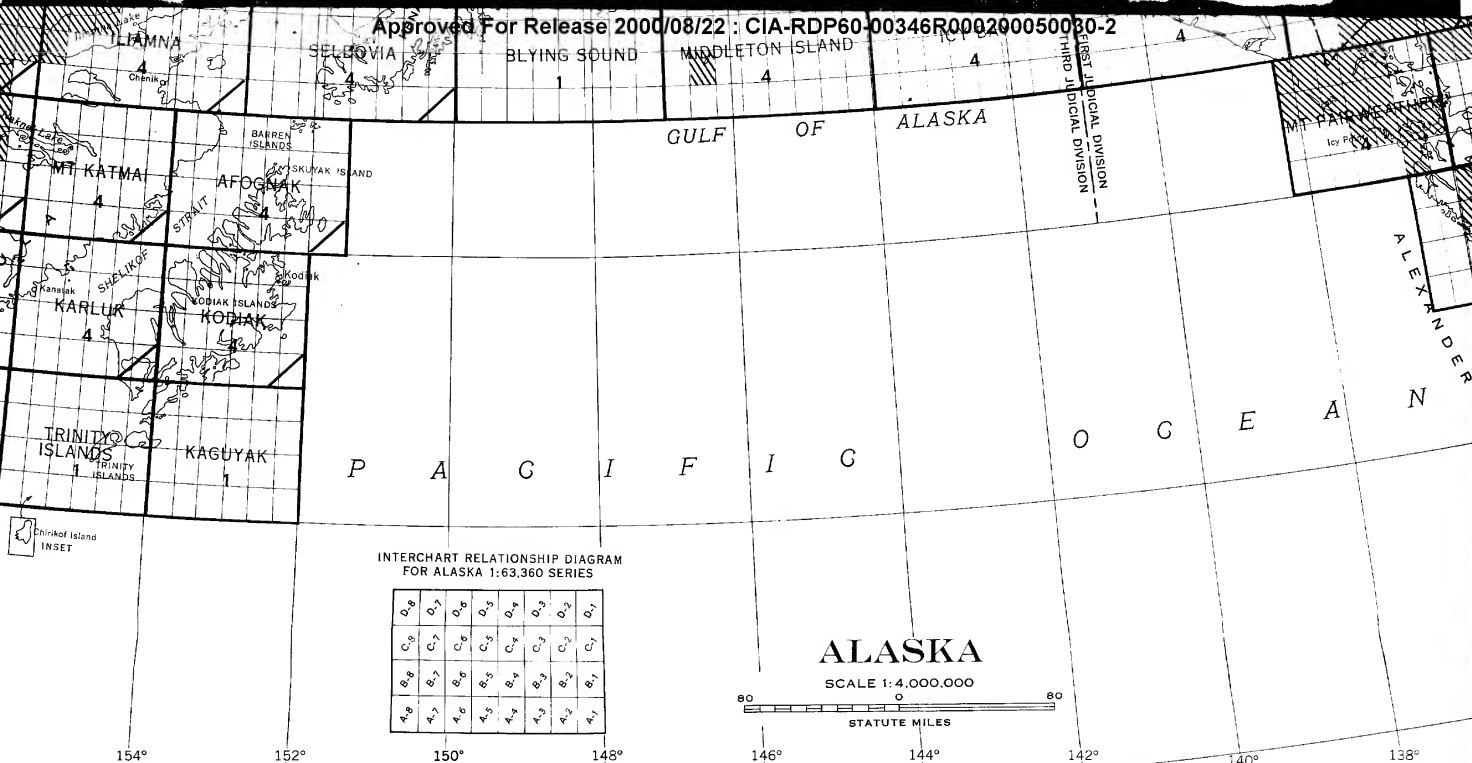 Approved For Release 2000/08/22 : CIA-RDP60-00346R000200050030-2
ILIAMNA
4
Chenik
SELDOVIA
4
BLYING SOUND
1
MIDDLETON ISLAND
4
4
4
THIRD JUDICIAL DIVISION
FIRST JUDICIAL DIVISION
MT FAIRWEATHER
4
GULF OF ALASKA
MT KATMAI
4
BARREN
ISLANDS
SKUYAK ISLAND
AFOGNAK
4
SHELIKOF STRAIT
Kanatak
KARLUK
4
Kodiak
KODIAK ISLANDS
KODIAK
4
ALEXANDER
TRINITY
ISLANDS
1
TRINITY
ISLANDS
KAGUYAK
1
PACIFIC OCEAN
Chirikof Island
INSET
INTERCHART RELATIONSHIP DIAGRAM
FOR ALASKA 1:63,360 SERIES
D-8 D-7 D-6 D-5 D-4 D-3 D-2 D-1
C-8 C-7 C-6 C-5 C-4 C-3 C-2 C-1
B-8 B-7 B-6 B-5 B-4 B-3 B-2 B-1
A-8 A-7 A-6 A-5 A-4 A-3 A-2 A-1
ALASKA
SCALE 1:4,000,000
80 0 80
STATUTE MILES
154° 152° 150° 148° 146° 144° 142° 140° 138°